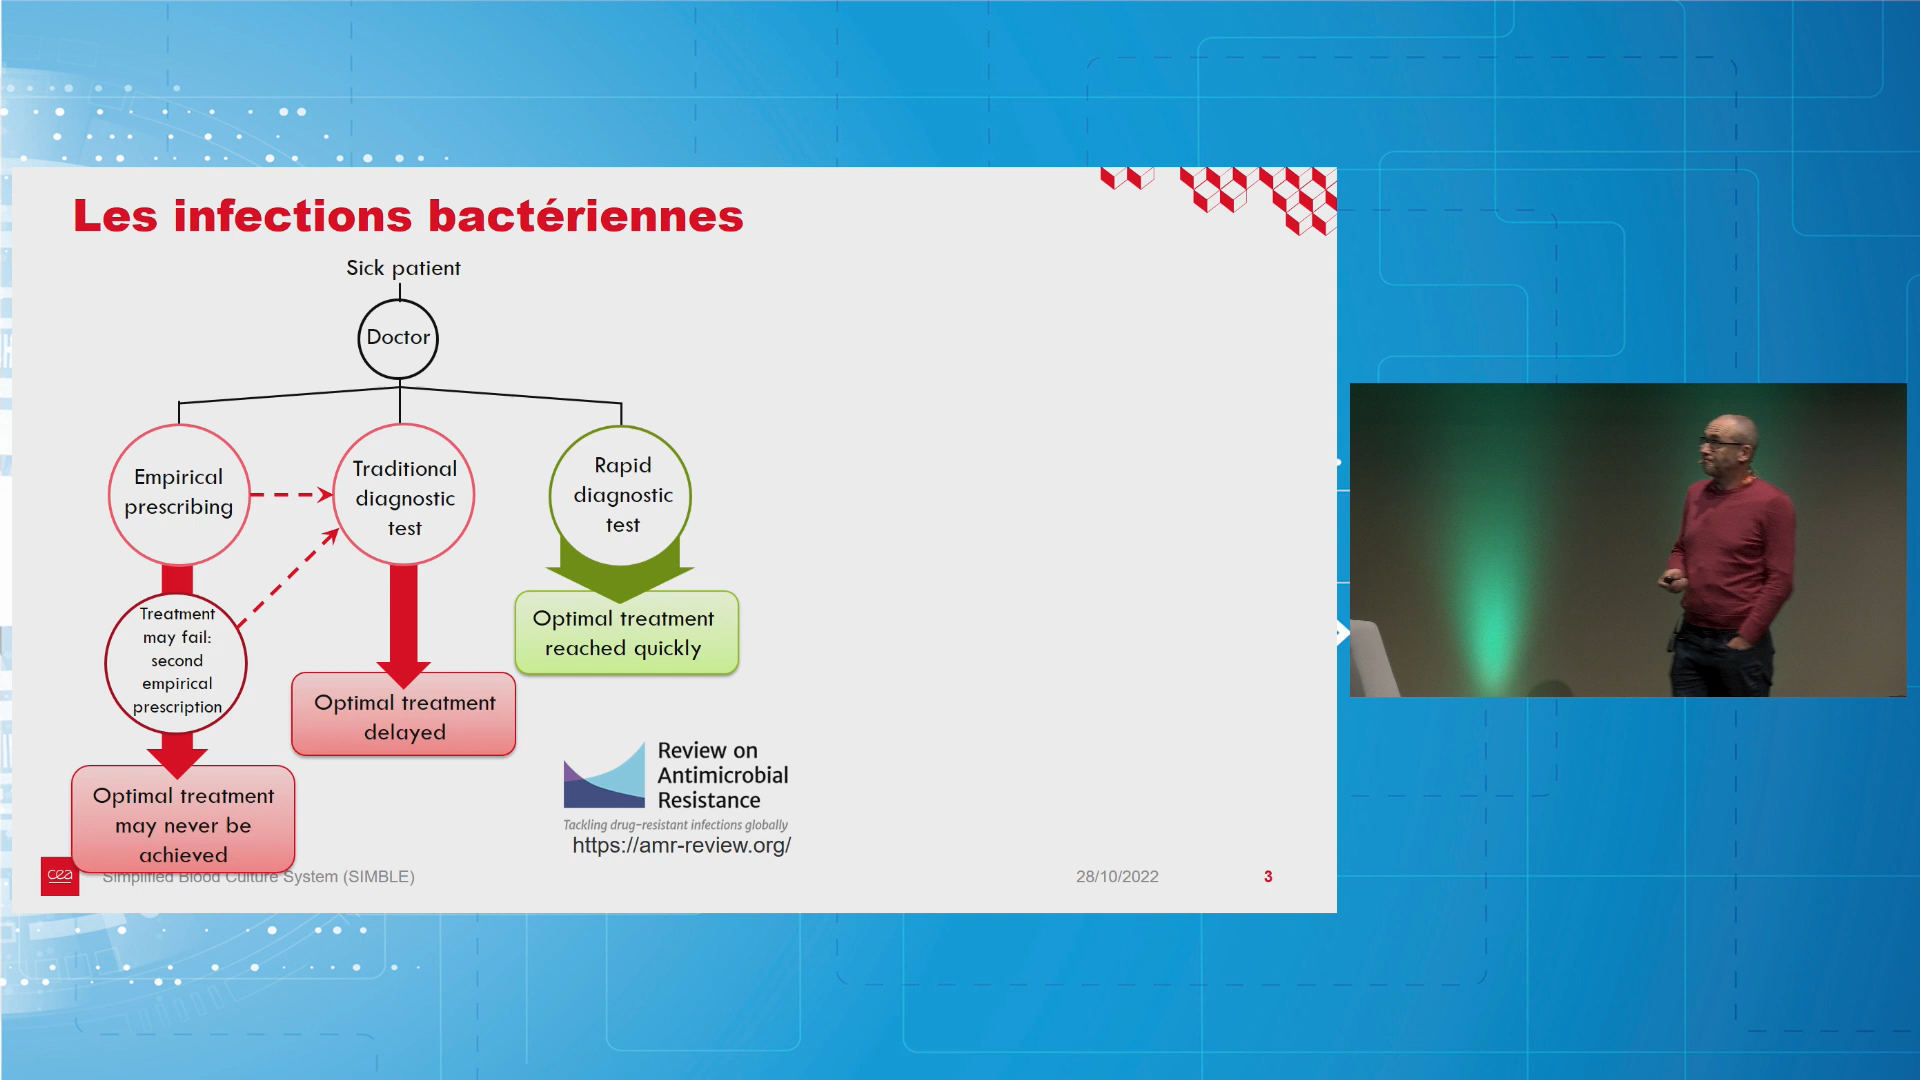 Les infections bactériennes
Sick patient
Doctor
Empirical
prescribing
Traditional
diagnostic
test
Rapid
diagnostic
test
Treatment
may fail:
second
empirical
prescription
Optimal treatment
reached quickly
Optimal treatment
delayed
Optimal treatment
may never be
achieved
Review on
Antimicrobial
Resistance
Tackling drug-resistant infections globally
https://amr-review.org/
cea
Simplified Blood Culture System (SIMBLE)
28/10/2022
3